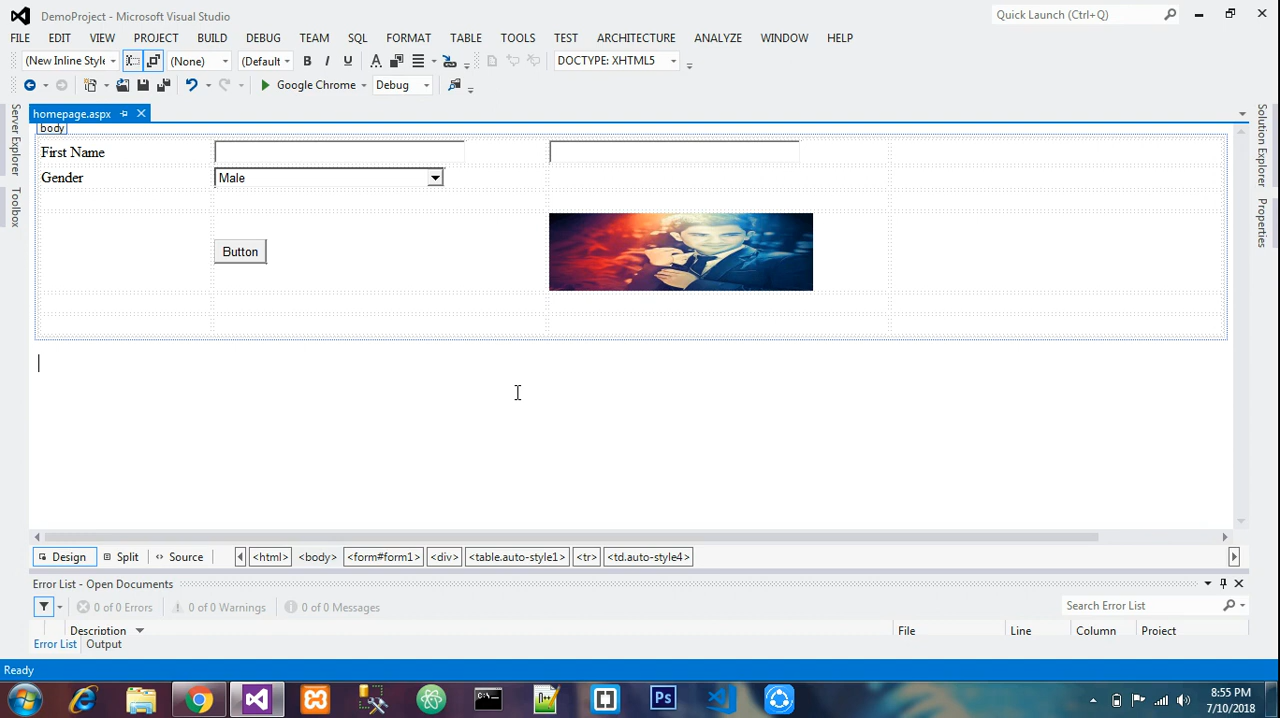 DemoProject - Microsoft Visual Studio
Quick Launch (Ctrl+Q)
FILE EDIT VIEW PROJECT BUILD DEBUG TEAM SQL FORMAT TABLE TOOLS TEST ARCHITECTURE ANALYZE WINDOW HELP
(New Inline Style (None) (Default B I U A DOCTYPE: XHTML5
Google Chrome Debug
homepage.aspx
body
Server Explorer
Toolbox
Solution Explorer
Properties
First Name
Gender Male
Button
Design Split Source <html> <body> <form#form1> <div> <table.auto-style1> <tr> <td.auto-style4>
Error List - Open Documents
0 of 0 Errors 0 of 0 Warnings 0 of 0 Messages Search Error List
Description File Line Column Project
Error List Output
Ready
Ps
8:55 PM
7/10/2018